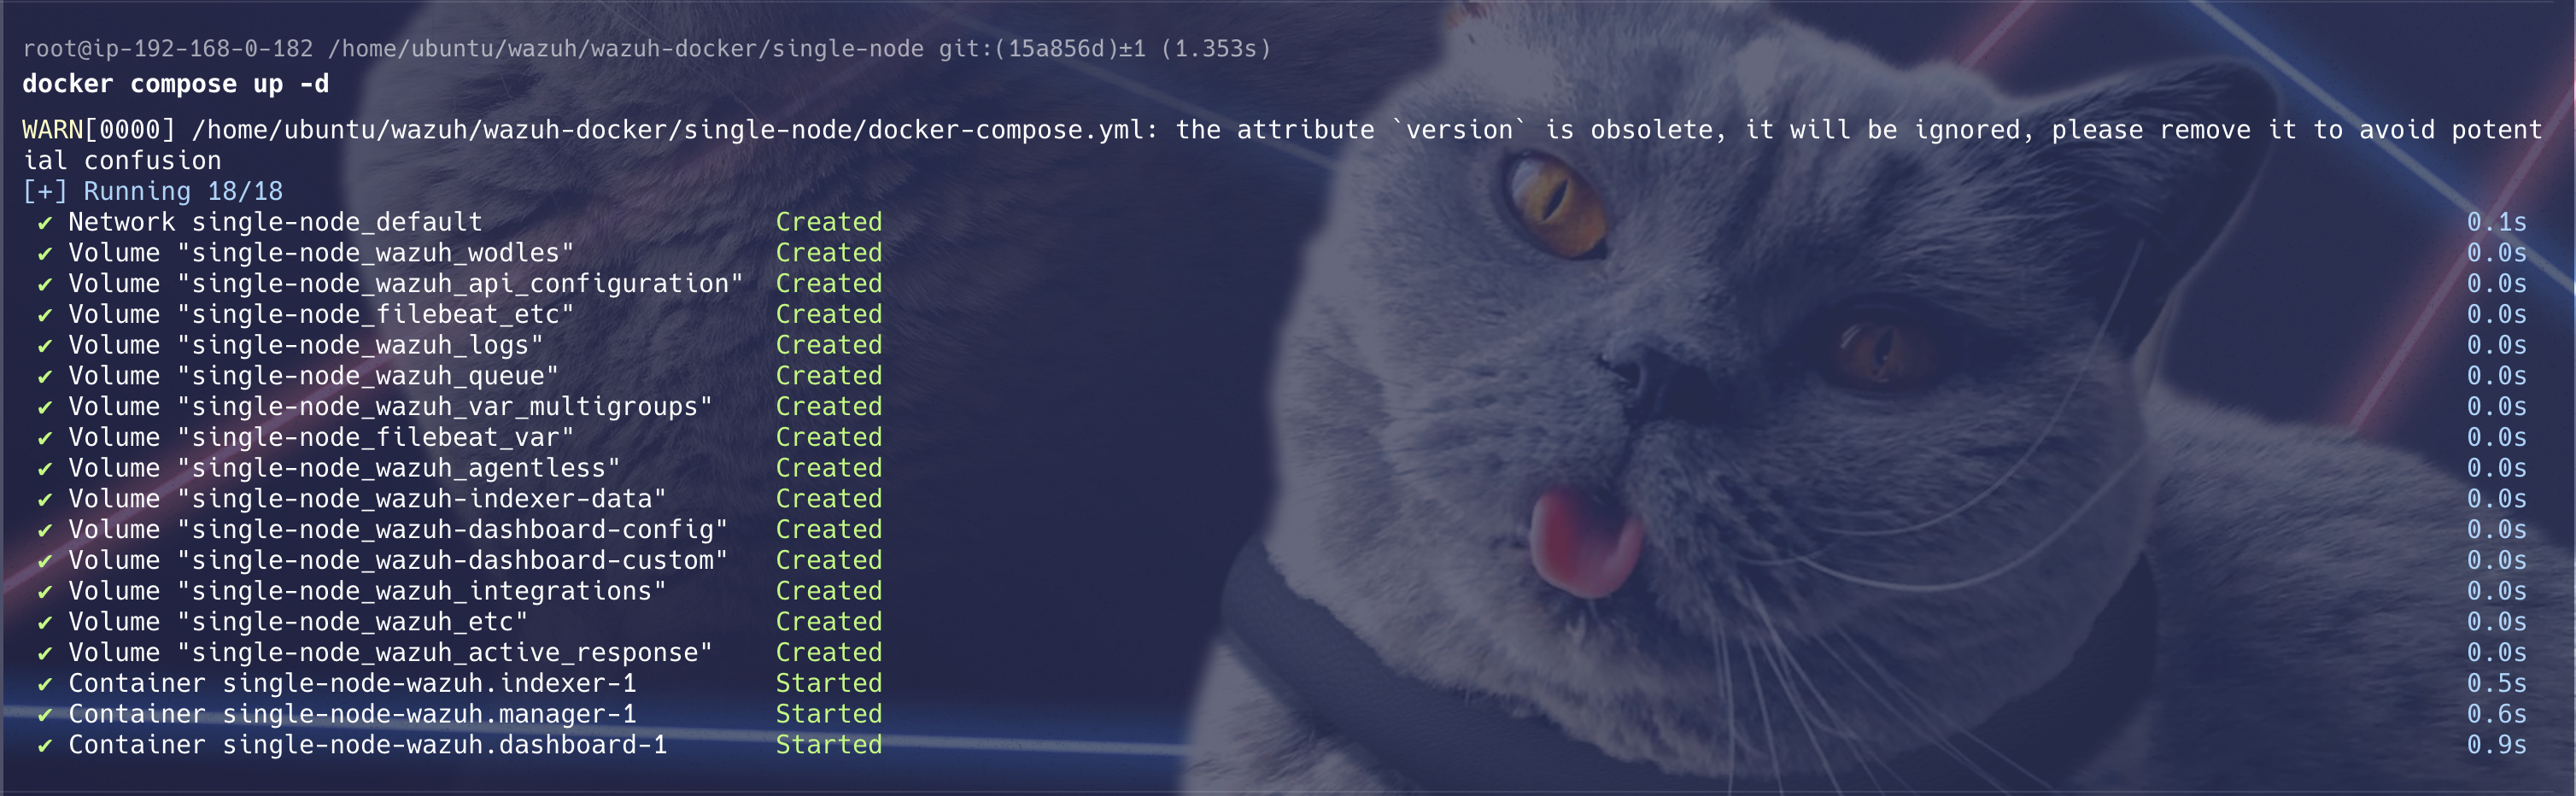 root@ip-192-168-0-182 /home/ubuntu/wazuh/wazuh-docker/single-node git:(15a856d)±1 (1.353s)
docker compose up -d
WARN[0000] /home/ubuntu/wazuh/wazuh-docker/single-node/docker-compose.yml: the attribute `version` is obsolete, it will be ignored, please remove it to avoid potent
ial confusion
[+] Running 18/18
✔ Network single-node_default Created 0.1s
✔ Volume "single-node_wazuh_wodles" Created 0.0s
✔ Volume "single-node_wazuh_api_configuration" Created 0.0s
✔ Volume "single-node_filebeat_etc" Created 0.0s
✔ Volume "single-node_wazuh_logs" Created 0.0s
✔ Volume "single-node_wazuh_queue" Created 0.0s
✔ Volume "single-node_wazuh_var_multigroups" Created 0.0s
✔ Volume "single-node_filebeat_var" Created 0.0s
✔ Volume "single-node_wazuh_agentless" Created 0.0s
✔ Volume "single-node_wazuh-indexer-data" Created 0.0s
✔ Volume "single-node_wazuh-dashboard-config" Created 0.0s
✔ Volume "single-node_wazuh-dashboard-custom" Created 0.0s
✔ Volume "single-node_wazuh_integrations" Created 0.0s
✔ Volume "single-node_wazuh_etc" Created 0.0s
✔ Volume "single-node_wazuh_active_response" Created 0.0s
✔ Container single-node-wazuh.indexer-1 Started 0.5s
✔ Container single-node-wazuh.manager-1 Started 0.6s
✔ Container single-node-wazuh.dashboard-1 Started 0.9s